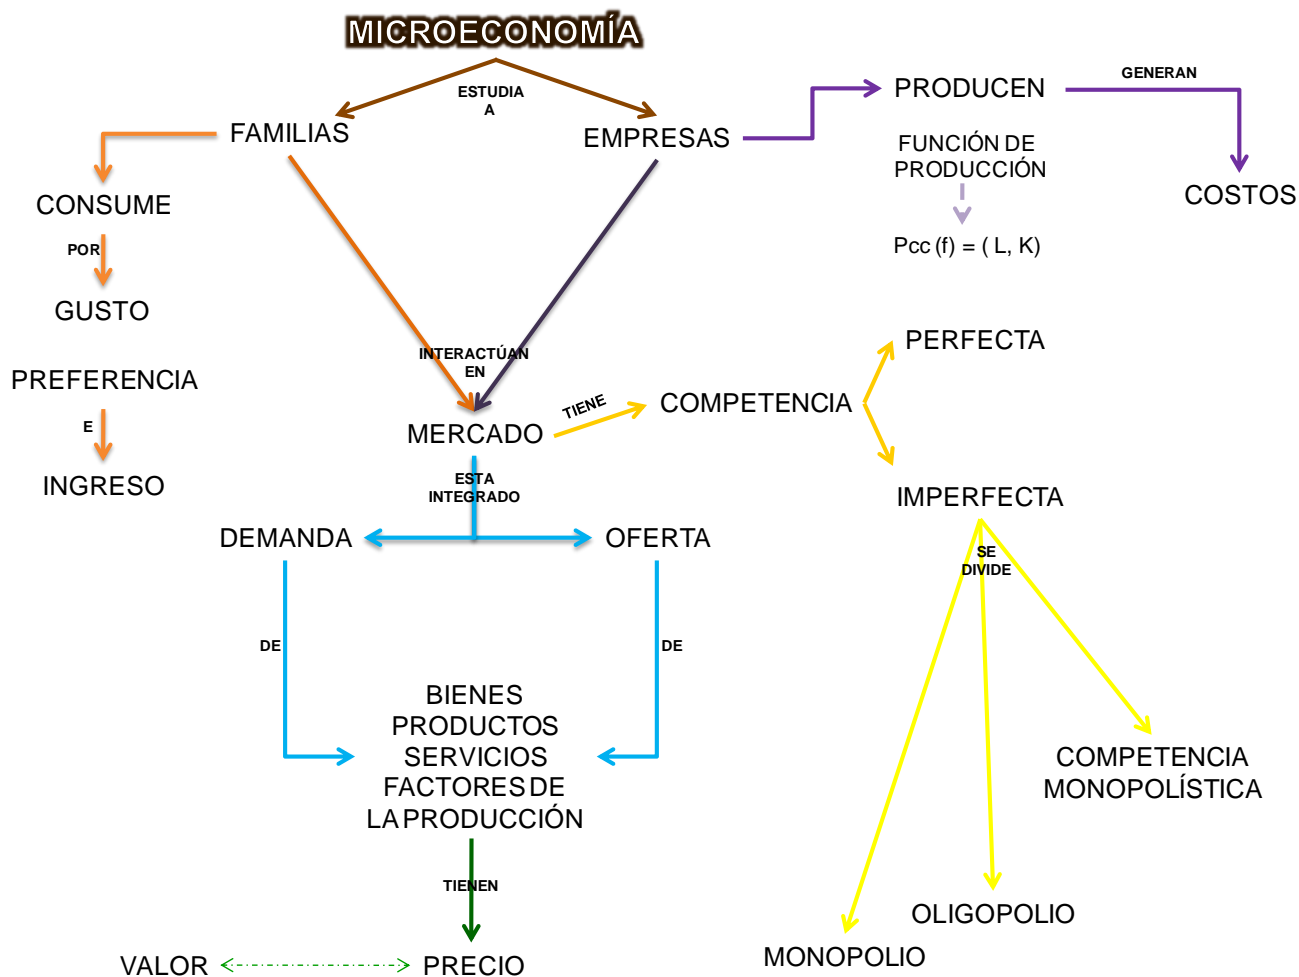 MICROECONOMÍA
ESTUDIA
A
FAMILIAS
EMPRESAS
PRODUCEN
GENERAN
FUNCIÓN DE
PRODUCCIÓN
COSTOS
Pcc (f) = ( L, K)
CONSUME
POR
GUSTO
PREFERENCIA
E
INGRESO
INTERACTÚAN
EN
MERCADO
TIENE
COMPETENCIA
PERFECTA
IMPERFECTA
ESTA
INTEGRADO
DEMANDA
OFERTA
SE
DIVIDE
DE
DE
BIENES
PRODUCTOS
SERVICIOS
FACTORES DE
LA PRODUCCIÓN
COMPETENCIA
MONOPOLÍSTICA
TIENEN
OLIGOPOLIO
MONOPOLIO
VALOR
PRECIO